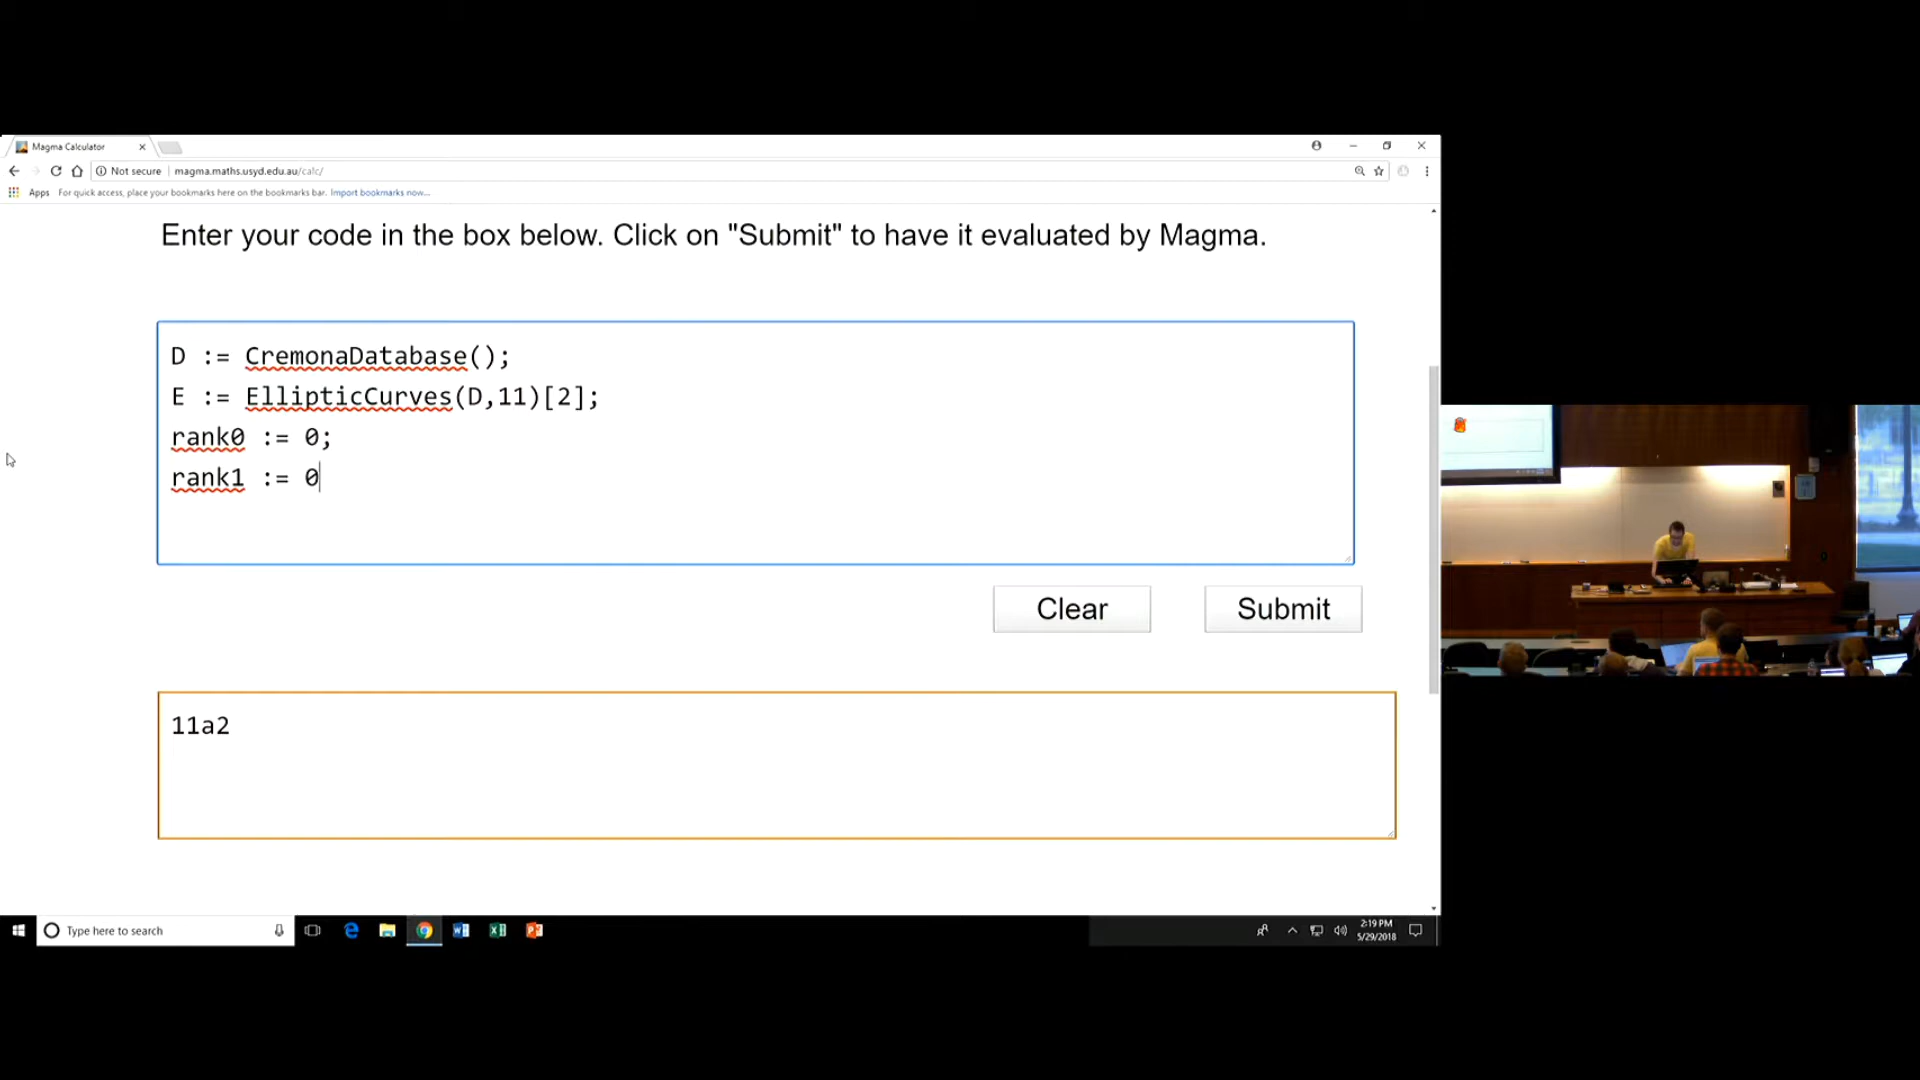 Magma Calculator
Not secure | magma.maths.usyd.edu.au/calc/
Apps For quick access, place your bookmarks here on the bookmarks bar. Import bookmarks now...
Enter your code in the box below. Click on "Submit" to have it evaluated by Magma.
D := CremonaDatabase();
E := EllipticCurves(D,11)[2];
rank0 := 0;
rank1 := 0
Clear Submit
11a2
Type here to search
2:19 PM
5/29/2018